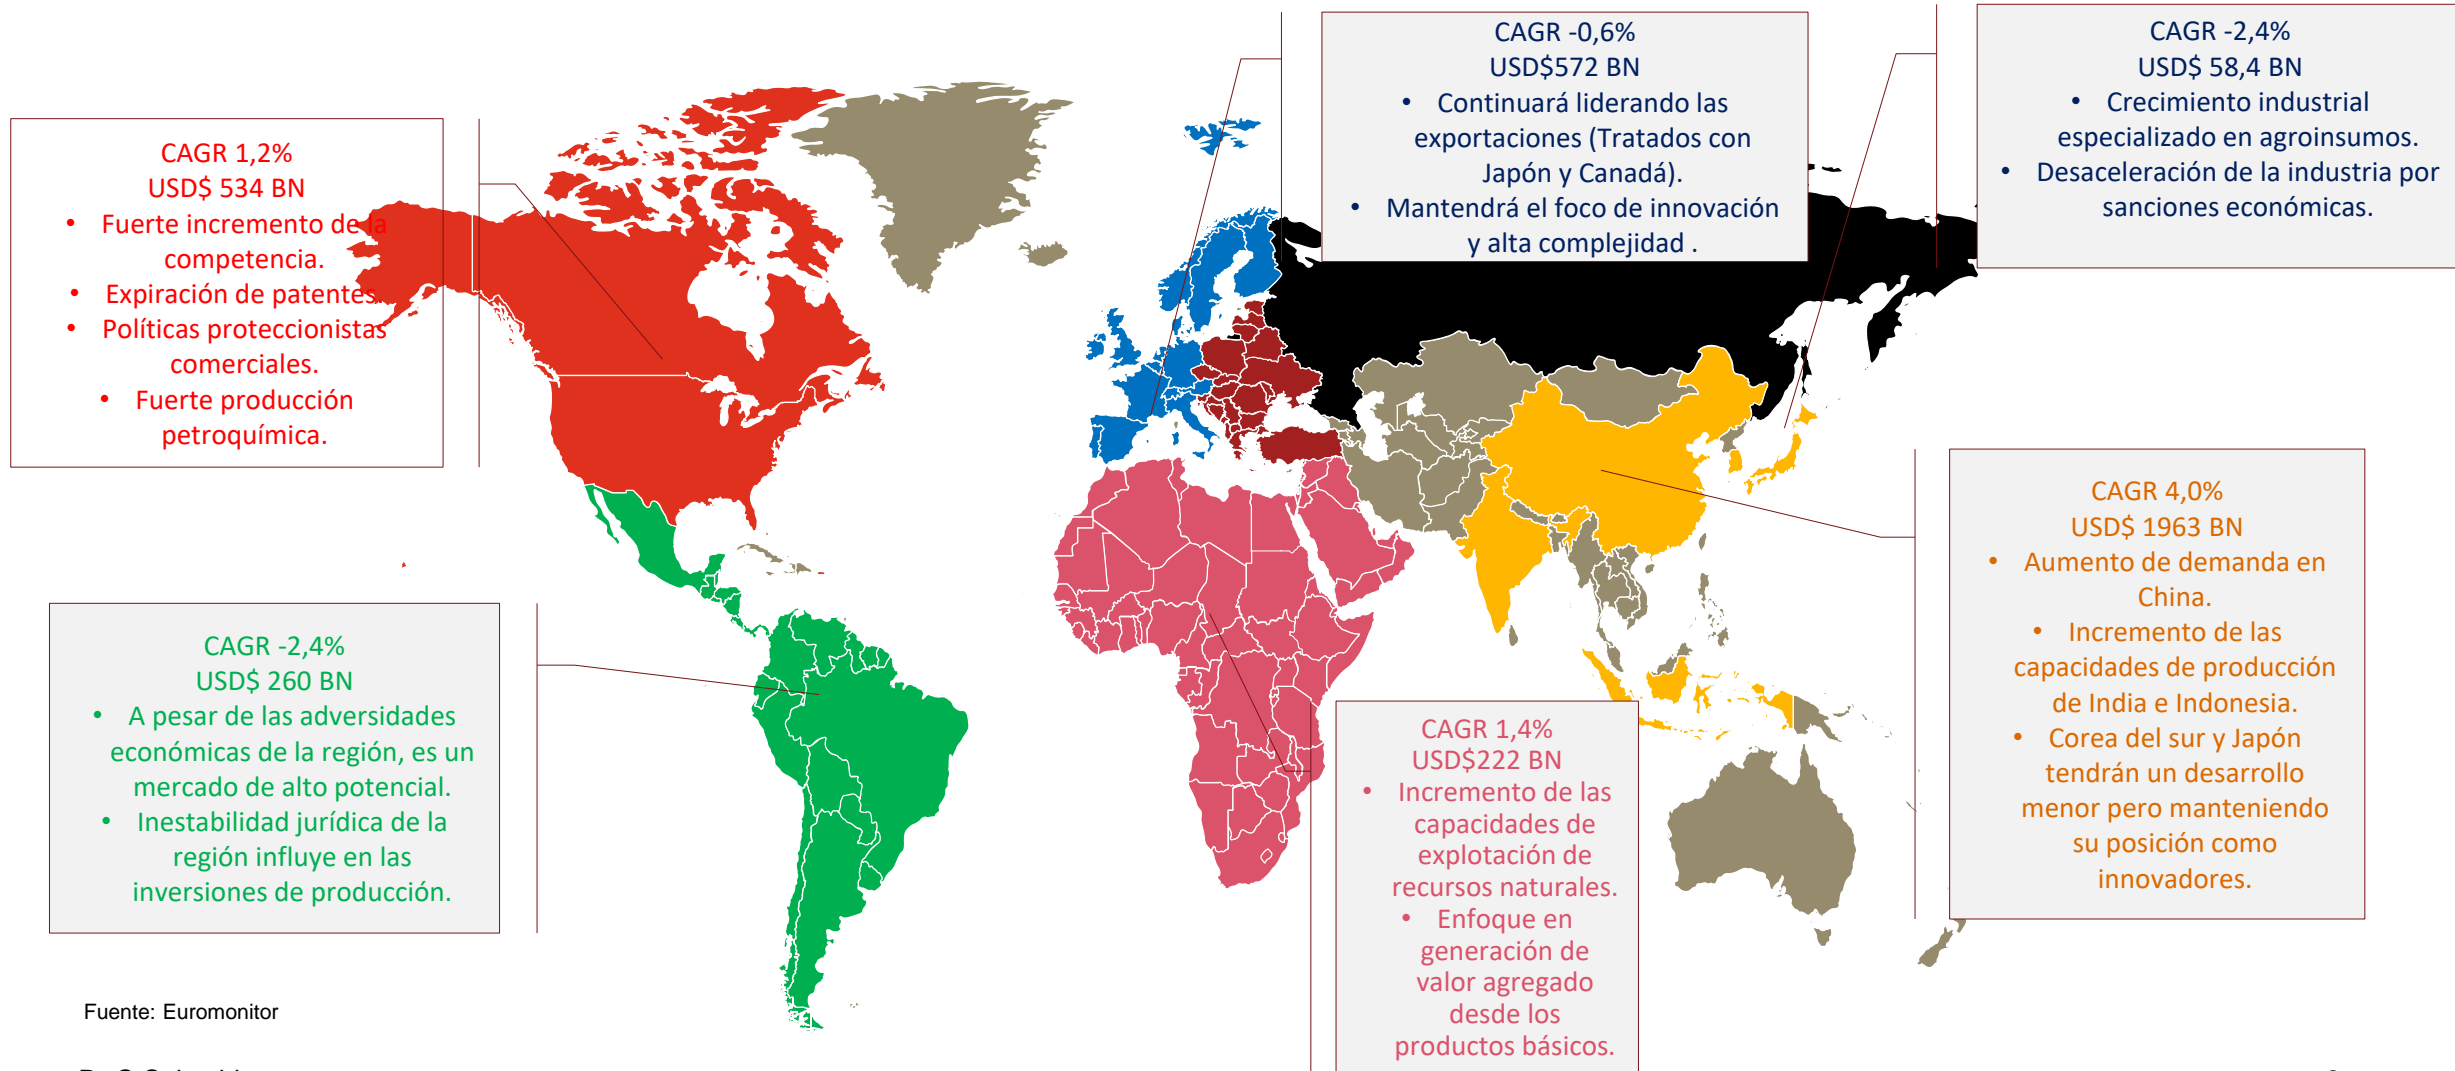 CAGR 1,2%
USD$ 534 BN
• Fuerte incremento de la
competencia.
• Expiración de patentes.
• Políticas proteccionistas
comerciales.
• Fuerte producción
petroquímica.
CAGR -0,6%
USD$572 BN
• Continuará liderando las
exportaciones (Tratados con
Japón y Canadá).
• Mantendrá el foco de innovación
y alta complejidad .
CAGR -2,4%
USD$ 58,4 BN
• Crecimiento industrial
especializado en agroinsumos.
• Desaceleración de la industria por
sanciones económicas.
CAGR -2,4%
USD$ 260 BN
• A pesar de las adversidades
económicas de la región, es un
mercado de alto potencial.
• Inestabilidad jurídica de la
región influye en las
inversiones de producción.
CAGR 1,4%
USD$222 BN
• Incremento de las
capacidades de
explotación de
recursos naturales.
• Enfoque en
generación de
valor agregado
desde los
productos básicos.
CAGR 4,0%
USD$ 1963 BN
• Aumento de demanda en
China.
• Incremento de las
capacidades de producción
de India e Indonesia.
• Corea del sur y Japón
tendrán un desarrollo
menor pero manteniendo
su posición como
innovadores.
Fuente: Euromonitor